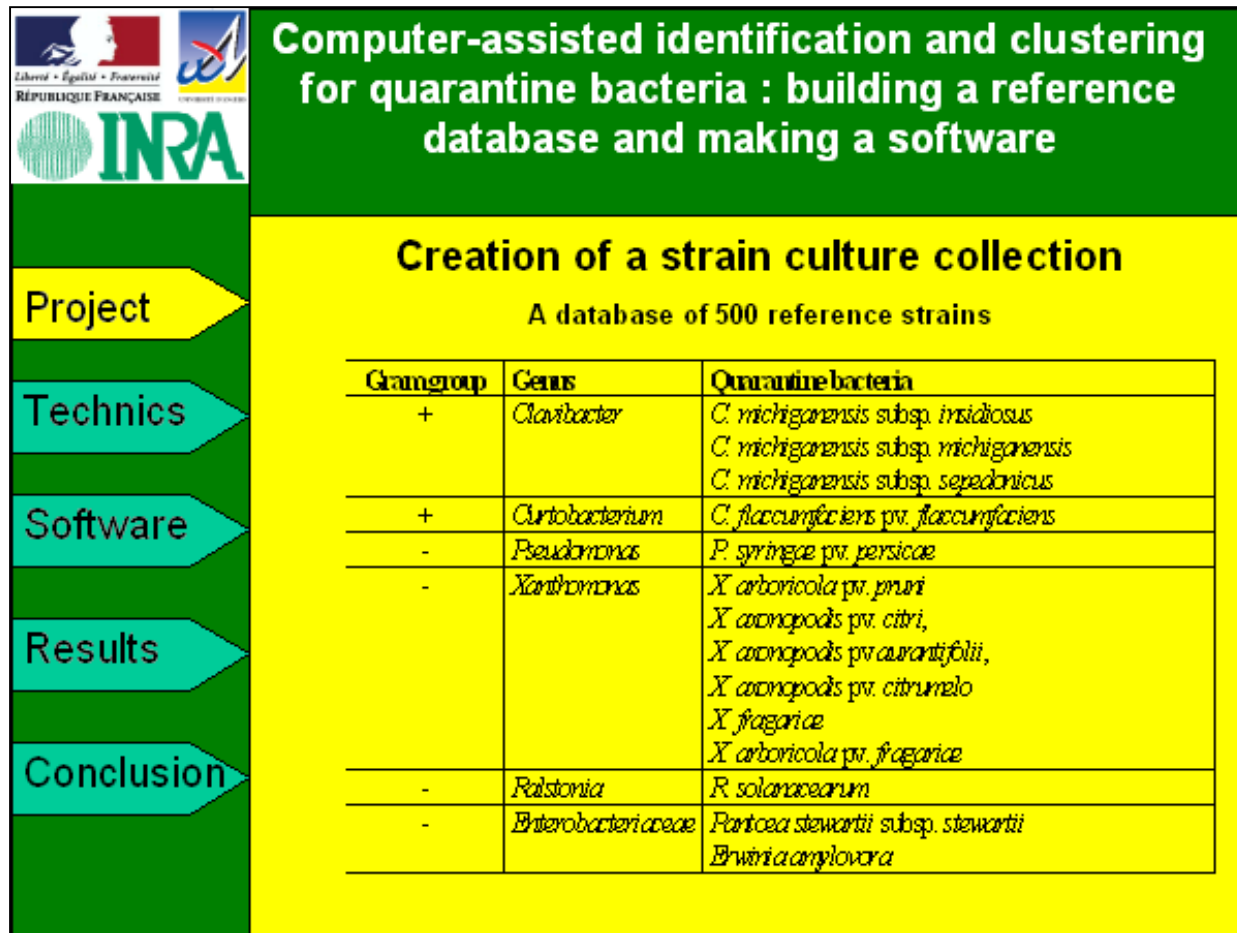 Liberté • Égalité • Fraternité
RÉPUBLIQUE FRANÇAISE
INRA
Computer-assisted identification and clustering
for quarantine bacteria : building a reference
database and making a software
Project
Technics
Software
Results
Conclusion
Creation of a strain culture collection
A database of 500 reference strains
Gram group Genus Quarantine bacteria
+ Clavibacter C. michiganensis subsp. insidiosus
C. michiganensis subsp. michiganensis
C. michiganensis subsp. sepedonicus
+ Curtobacterium C. flaccumfaciens pv. flaccumfaciens
- Pseudomonas P. syringae pv. persicae
- Xanthomonas X arboricola pv. pruni
X axonopodis pv. citri,
X axonopodis pv aurantifolii,
X axonopodis pv. citrumelo
X fragariae
X arboricola pv. fragariae
- Ralstonia R. solanacearum
- Enterobacteriaceae Pantoea stewartii subsp. stewartii
Erwinia amylovora